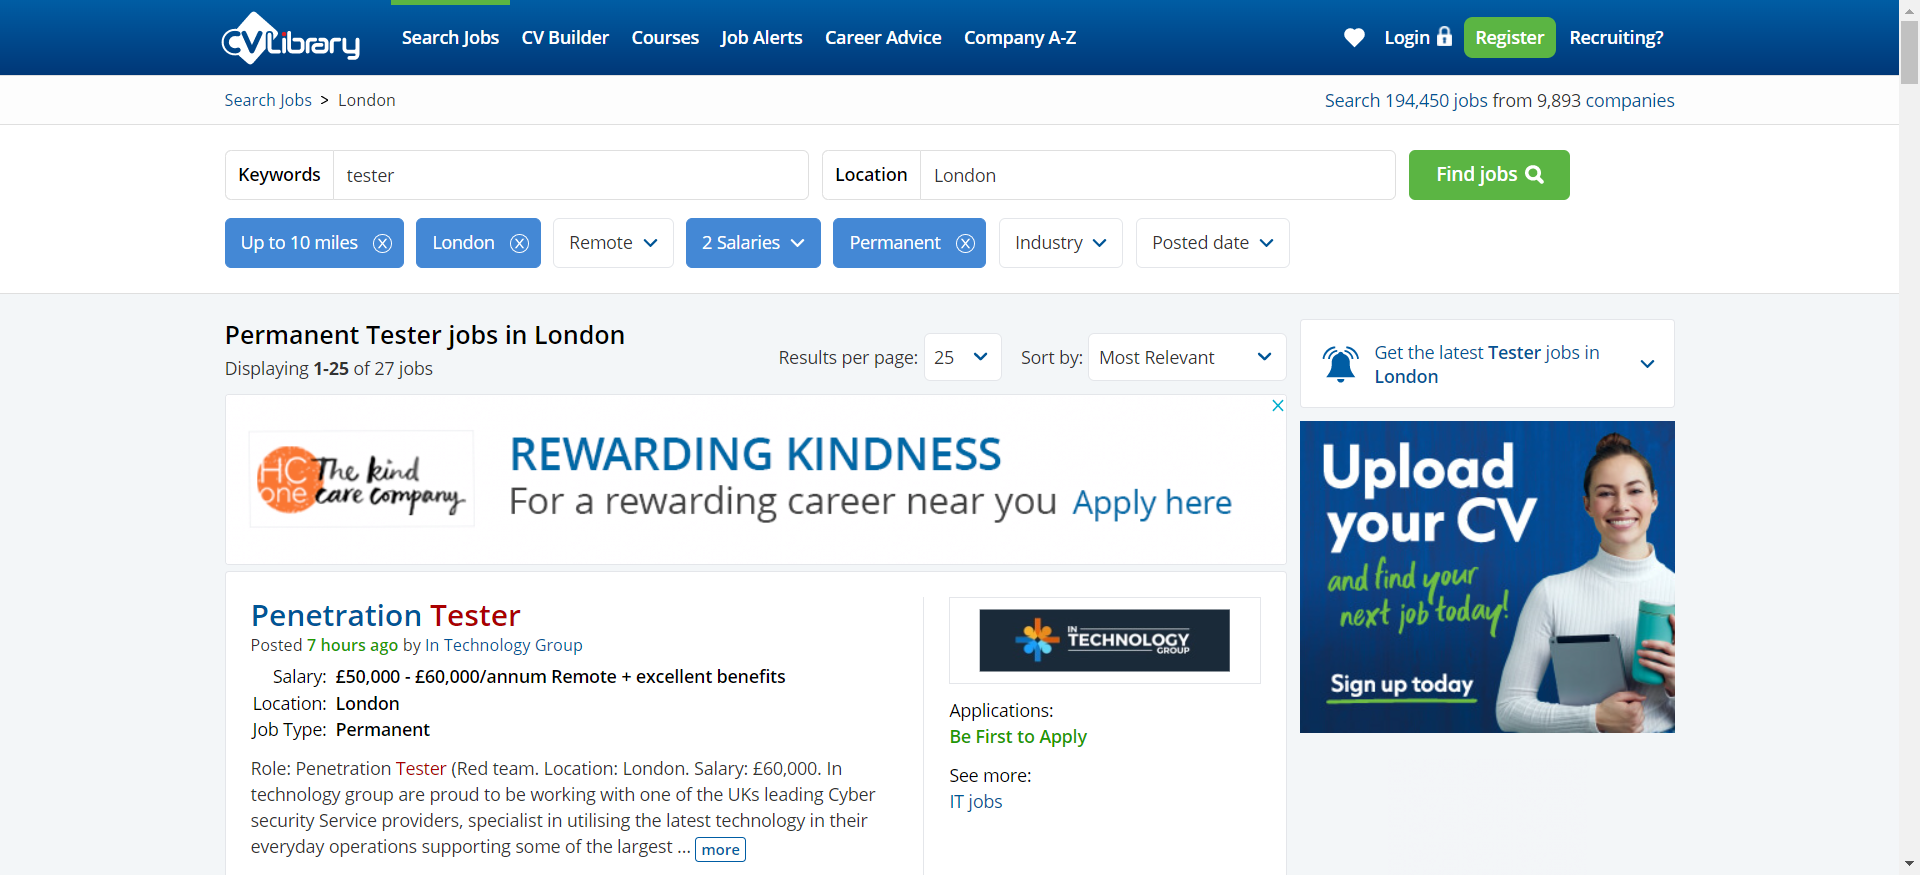 CVLibrary
Search Jobs CV Builder Courses Job Alerts Career Advice Company A-Z
Login Register Recruiting?
Search Jobs > London
Search 194,450 jobs from 9,893 companies
Keywords tester Location London Find jobs
Up to 10 miles London Remote 2 Salaries Permanent Industry Posted date
Permanent Tester jobs in London
Displaying 1-25 of 27 jobs
Results per page: 25 Sort by: Most Relevant
Get the latest Tester jobs in
London
HC
one
The kind
care company
REWARDING KINDNESS
For a rewarding career near you Apply here
Upload
your CV
and find your
next job today!
Sign up today
Penetration Tester
Posted 7 hours ago by In Technology Group
Salary: £50,000 - £60,000/annum Remote + excellent benefits
Location: London
Job Type: Permanent
Role: Penetration Tester (Red team. Location: London. Salary: £60,000. In
technology group are proud to be working with one of the UKs leading Cyber
security Service providers, specialist in utilising the latest technology in their
everyday operations supporting some of the largest ... more
IN
TECHNOLOGY
GROUP
Applications:
Be First to Apply
See more:
IT jobs